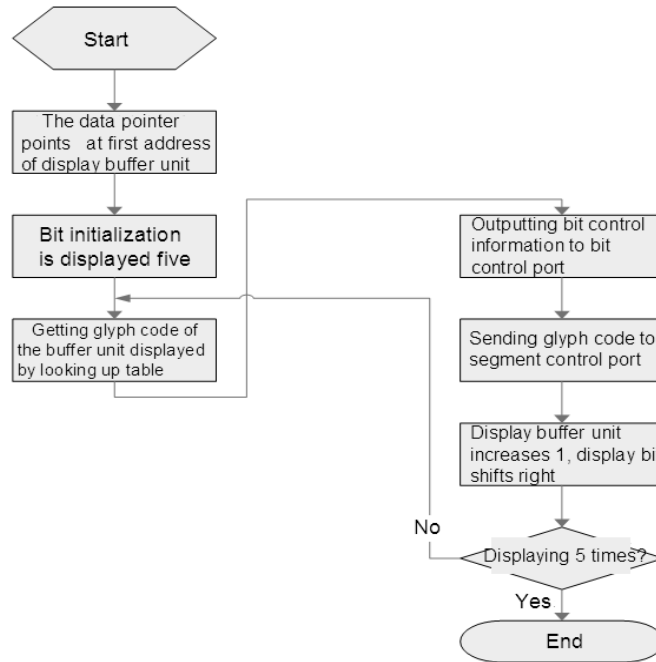 Start
The data pointer
points at first address
of display buffer unit
Bit initialization
is displayed five
Getting glyph code of
the buffer unit displayed
by looking up table
Outputting bit control
information to bit
control port
Sending glyph code to
segment control port
Display buffer unit
increases 1, display bi
shifts right
No
Displaying 5 times?
Yes
End